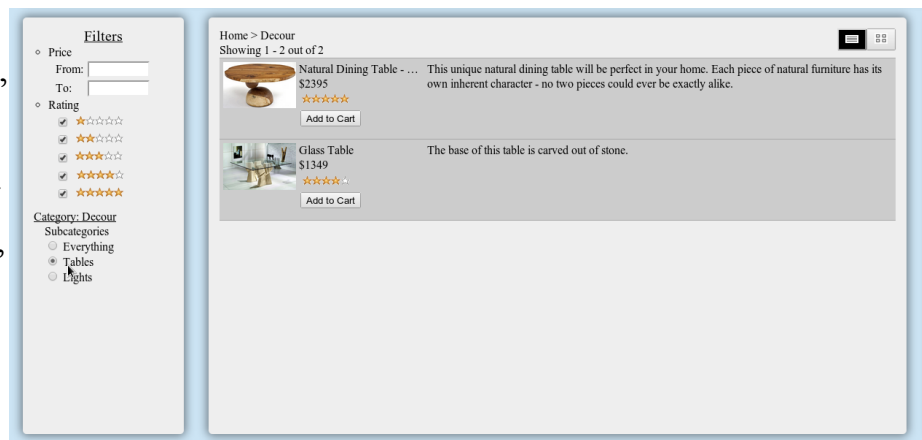 Filters
Price
From:
To:
Rating
Category: Decour
Subcategories
Everything
Tables
Lights
Home > Decour
Showing 1 - 2 out of 2
Natural Dining Table - ...
$2395
Add to Cart
This unique natural dining table will be perfect in your home. Each piece of natural furniture has its
own inherent character - no two pieces could ever be exactly alike.
Glass Table
$1349
Add to Cart
The base of this table is carved out of stone.